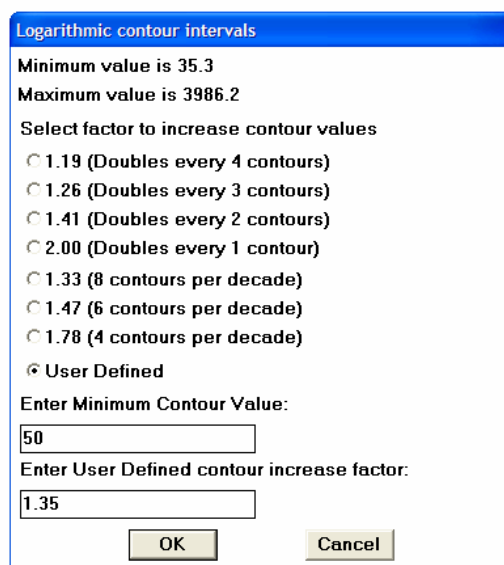 Logarithmic contour intervals
Minimum value is 35.3
Maximum value is 3986.2
Select factor to increase contour values
1.19 (Doubles every 4 contours)
1.26 (Doubles every 3 contours)
1.41 (Doubles every 2 contours)
2.00 (Doubles every 1 contour)
1.33 (8 contours per decade)
1.47 (6 contours per decade)
1.78 (4 contours per decade)
User Defined
Enter Minimum Contour Value:
50
Enter User Defined contour increase factor:
1.35
OK Cancel